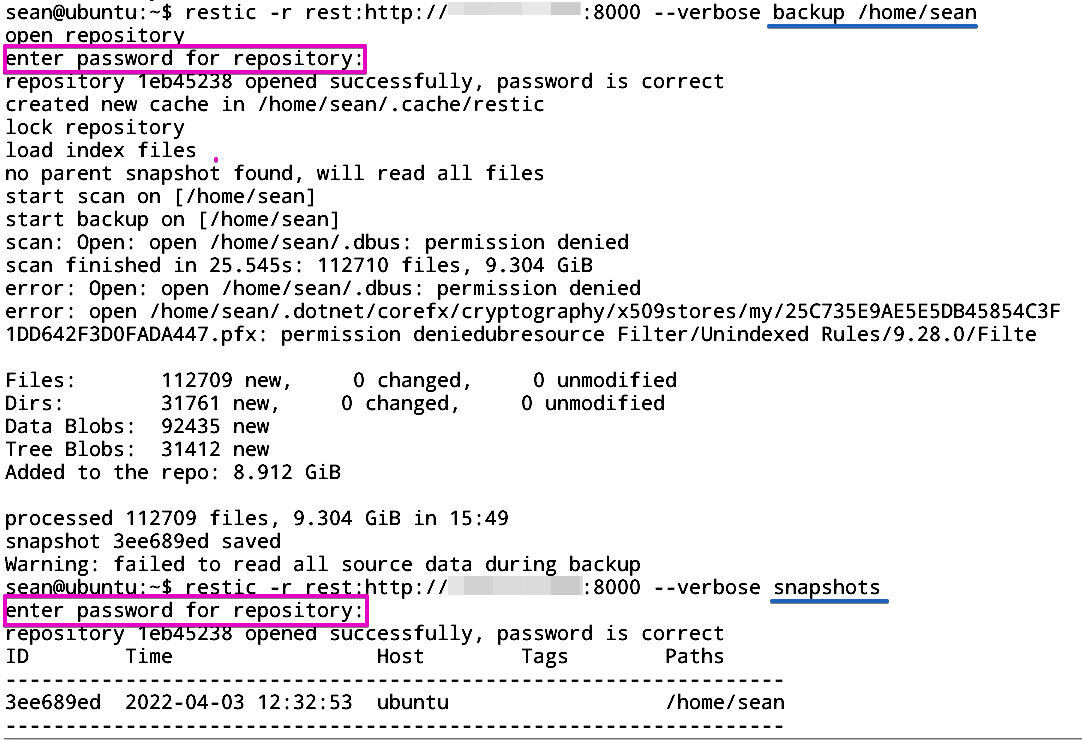 sean@ubuntu:~$ restic -r rest:http:// :8000 --verbose backup /home/sean
open repository
enter password for repository:
repository 1eb45238 opened successfully, password is correct
created new cache in /home/sean/.cache/restic
lock repository
load index files
no parent snapshot found, will read all files
start scan on [/home/sean]
start backup on [/home/sean]
scan: Open: open /home/sean/.dbus: permission denied
scan finished in 25.545s: 112710 files, 9.304 GiB
error: Open: open /home/sean/.dbus: permission denied
error: open /home/sean/.dotnet/corefx/cryptography/x509stores/my/25C735E9AE5E5DB45854C3F
1DD642F3D0FADA447.pfx: permission deniedubresource Filter/Unindexed Rules/9.28.0/Filte
Files:       112709 new,     0 changed,     0 unmodified
Dirs:        31761 new,     0 changed,     0 unmodified
Data Blobs:  92435 new
Tree Blobs:  31412 new
Added to the repo: 8.912 GiB
processed 112709 files, 9.304 GiB in 15:49
snapshot 3ee689ed saved
Warning: failed to read all source data during backup
sean@ubuntu:~$ restic -r rest:http:// :8000 --verbose snapshots
enter password for repository:
repository 1eb45238 opened successfully, password is correct
ID        Time                 Host        Tags        Paths
-----------------------------------------------------------------
3ee689ed  2022-04-03 12:32:53  ubuntu                  /home/sean
-----------------------------------------------------------------